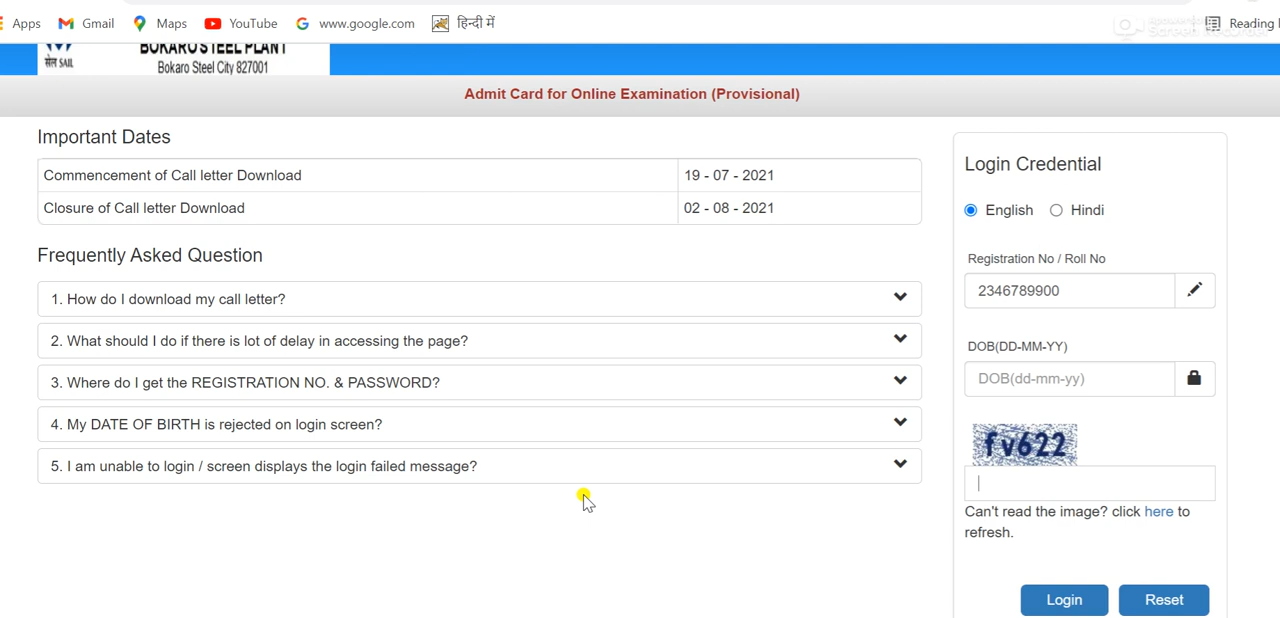 Apps Gmail Maps YouTube www.google.com हिन्दी में Reading
सेल SAIL
BOKARO STEEL PLANT
Bokaro Steel City 827001
Admit Card for Online Examination (Provisional)
Important Dates
Commencement of Call letter Download 19 - 07 - 2021
Closure of Call letter Download 02 - 08 - 2021
Frequently Asked Question
1. How do I download my call letter?
2. What should I do if there is lot of delay in accessing the page?
3. Where do I get the REGISTRATION NO. & PASSWORD?
4. My DATE OF BIRTH is rejected on login screen?
5. I am unable to login / screen displays the login failed message?
Login Credential
English Hindi
Registration No / Roll No
2346789900
DOB(DD-MM-YY)
DOB(dd-mm-yy)
fv622
Can't read the image? click here to
refresh.
Login Reset